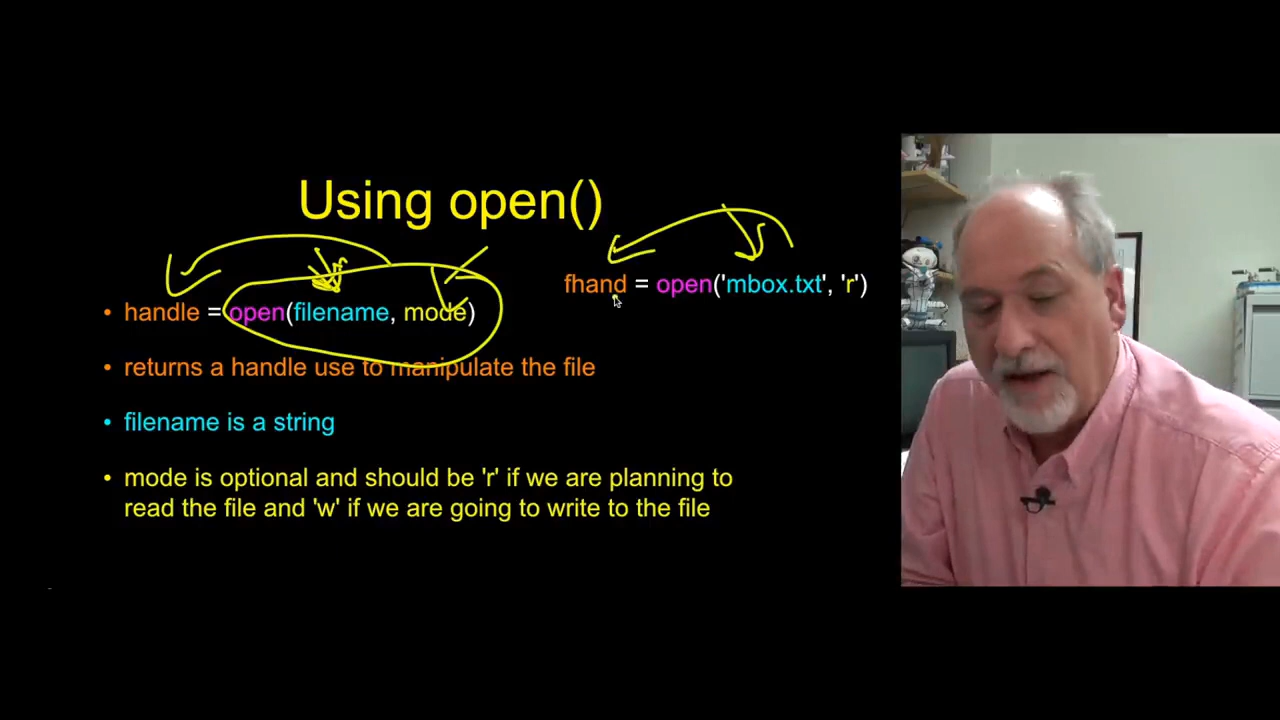 Using open()
fhand = open('mbox.txt', 'r')
• handle = open(filename, mode)
• returns a handle use to manipulate the file
• filename is a string
• mode is optional and should be 'r' if we are planning to
read the file and 'w' if we are going to write to the file